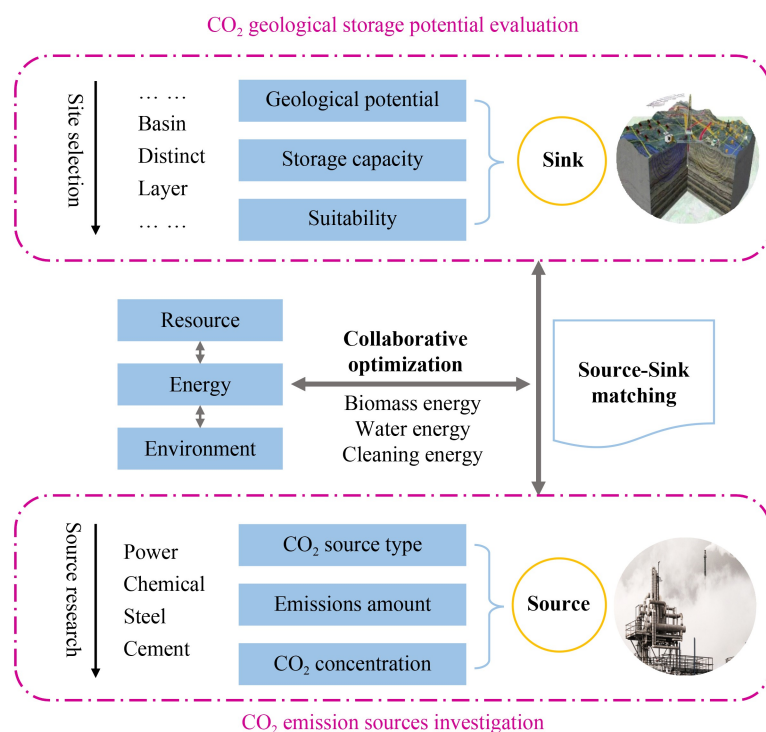 CO₂ geological storage potential evaluation
Site selection
… …
Basin
Distinct
Layer
… …
Geological potential
Storage capacity
Suitability
Sink
Resource
Energy
Environment
Collaborative
optimization
Biomass energy
Water energy
Cleaning energy
Source-Sink
matching
Source research
Power
Chemical
Steel
Cement
CO₂ source type
Emissions amount
CO₂ concentration
Source
CO₂ emission sources investigation